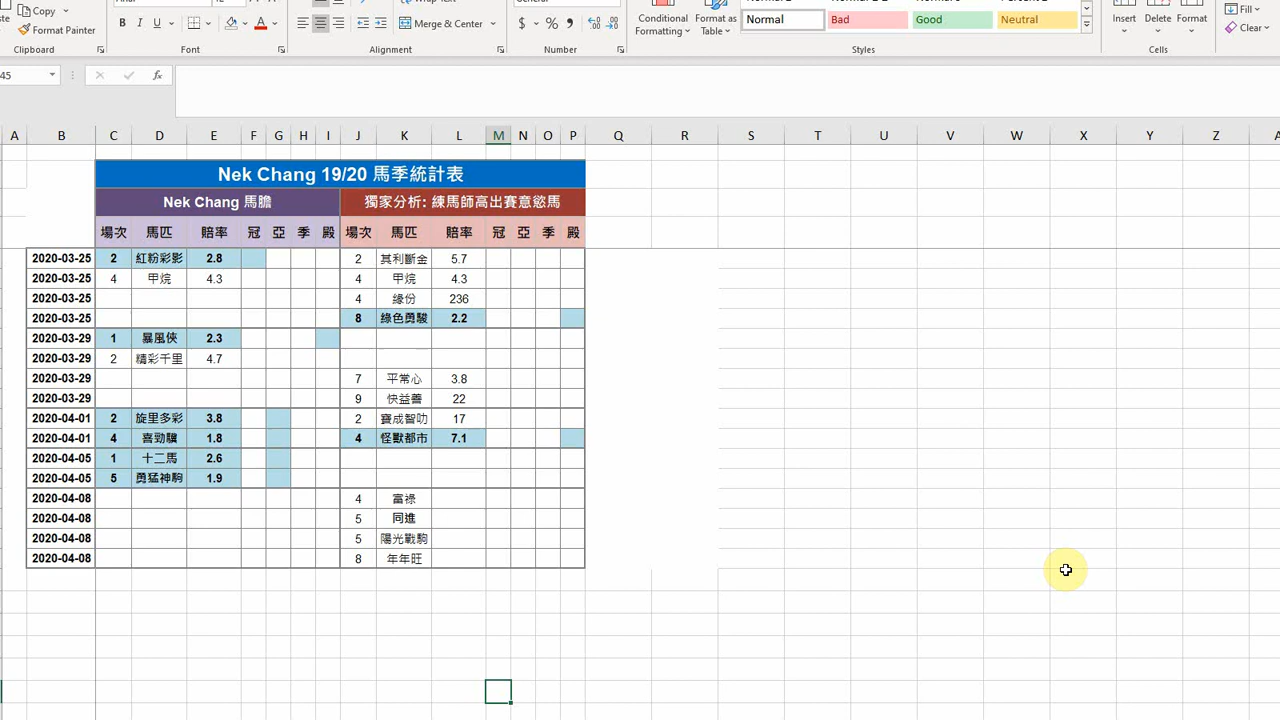 Copy
Format Painter
B I U A
Merge & Center
$ % ,
Conditional Formatting
Format as Table
Normal Bad Good Neutral
Insert Delete Format
Fill
Clear
Clipboard Font Alignment Number Styles Cells
45 fx
A B C D E F G H I J K L M N O P Q R S T U V W X Y Z
Nek Chang 19/20 馬季統計表
Nek Chang 馬膽 獨家分析: 練馬師高出賽意慾馬
場次 馬匹 賠率 冠 亞 季 殿 場次 馬匹 賠率 冠 亞 季 殿
2020-03-25 2 紅粉彩影 2.8 2 其利斷金 5.7
2020-03-25 4 甲烷 4.3 4 甲烷 4.3
2020-03-25 4 緣份 236
2020-03-25 8 綠色勇駿 2.2
2020-03-29 1 暴風俠 2.3
2020-03-29 2 精彩千里 4.7
2020-03-29 7 平常心 3.8
2020-03-29 9 快益善 22
2020-04-01 2 旋里多彩 3.8 2 寶成智叻 17
2020-04-01 4 喜勁驥 1.8 4 怪獸都市 7.1
2020-04-05 1 十二馬 2.6
2020-04-05 5 勇猛神駒 1.9
2020-04-08 4 富祿
2020-04-08 5 同進
2020-04-08 5 陽光戰駒
2020-04-08 8 年年旺